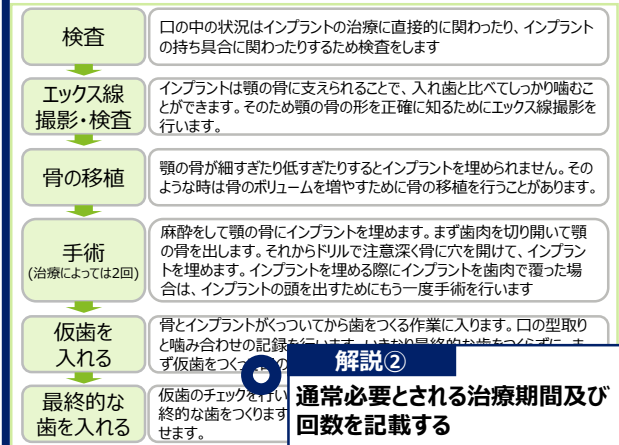 検査
口の中の状況はインプラントの治療に直接的に関わったり、インプラント
の持ち具合に関わったりするため検査をします
エックス線
撮影・検査
インプラントは顎の骨に支えられることで、入れ歯と比べてしっかり噛むこ
とができます。そのため顎の骨の形を正確に知るためにエックス線撮影を
行います。
骨の移植
顎の骨が細すぎたり低すぎたりするとインプラントを埋められません。その
ような時は骨のボリュームを増やすために骨の移植を行うことがあります。
手術
(治療によっては2回)
麻酔をして顎の骨にインプラントを埋めます。まず歯肉を切り開いて顎
の骨を出します。それからドリルで注意深く骨に穴を開けて、インプラン
トを埋めます。インプラントを埋める際にインプラントを歯肉で覆った場
合は、インプラントの頭を出すためにもう一度手術を行います
仮歯を
入れる
骨とインプラントがくっついてから歯をつくる作業に入ります。口の型取り
と噛み合わせの記録を行います。いきなり最終的な歯をつくらずに、ま
ず仮歯をつくっ
最終的な
歯を入れる
仮歯のチェックを行い
終的な歯をつくります
せます。
解説②
通常必要とされる治療期間及び
回数を記載する